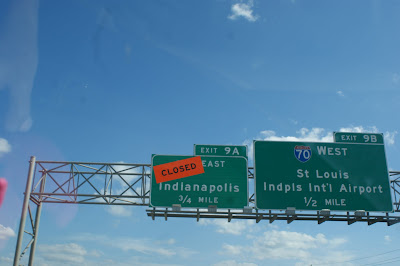 EXIT 9A
EAST
CLOSED
Indianapolis
3/4 MILE
EXIT 9B
70 WEST
St Louis
Indpls Int'l Airport
1/2 MILE